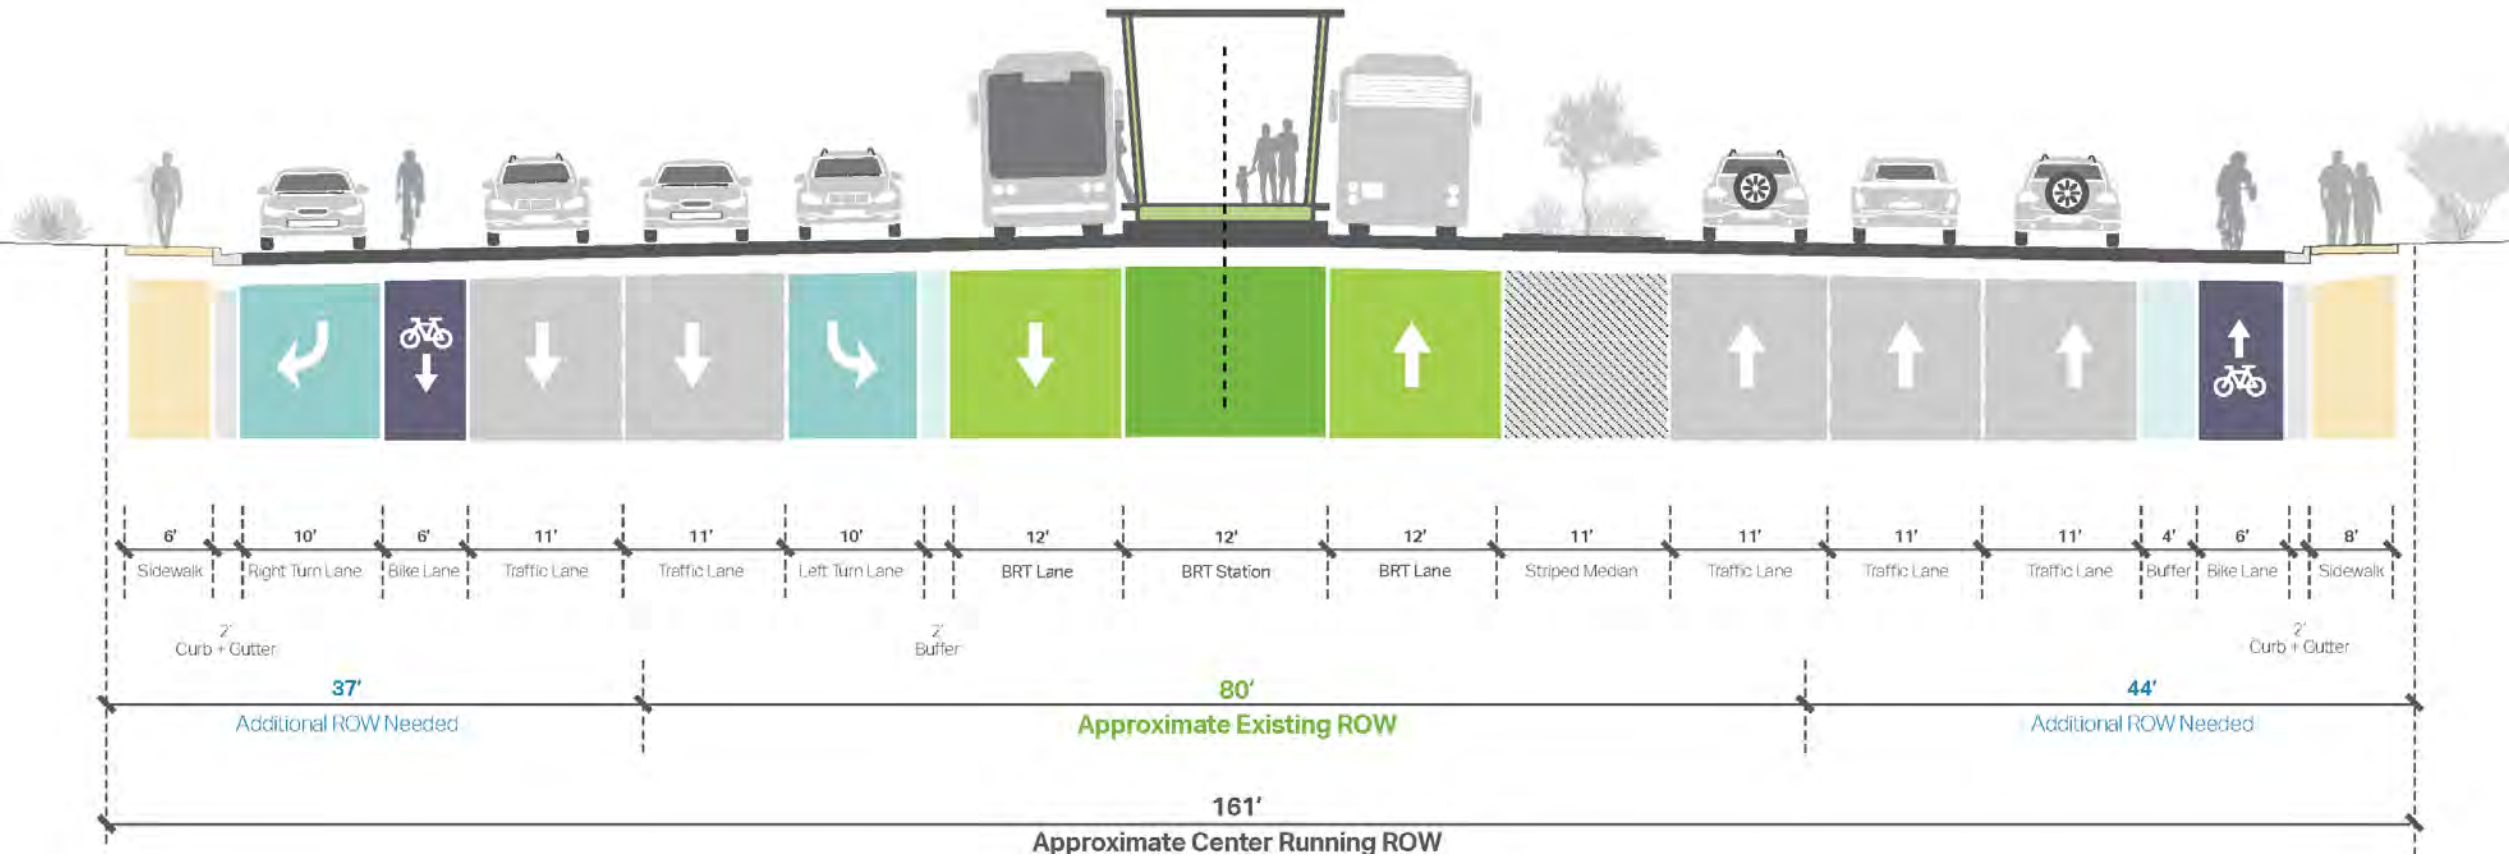 6' 10' 6' 11' 11' 10' 12' 12' 12' 11' 11' 11' 11' 4' 6' 8'
Sidewalk Right Turn Lane Bike Lane Traffic Lane Traffic Lane Left Turn Lane BRT Lane BRT Station BRT Lane Striped Median Traffic Lane Traffic Lane Traffic Lane Buffer Bike Lane Sidewalk
2' 2' 2'
Curb + Gutter Buffer Curb + Gutter
37' 80' 44'
Additional ROW Needed Approximate Existing ROW Additional ROW Needed
161'
Approximate Center Running ROW